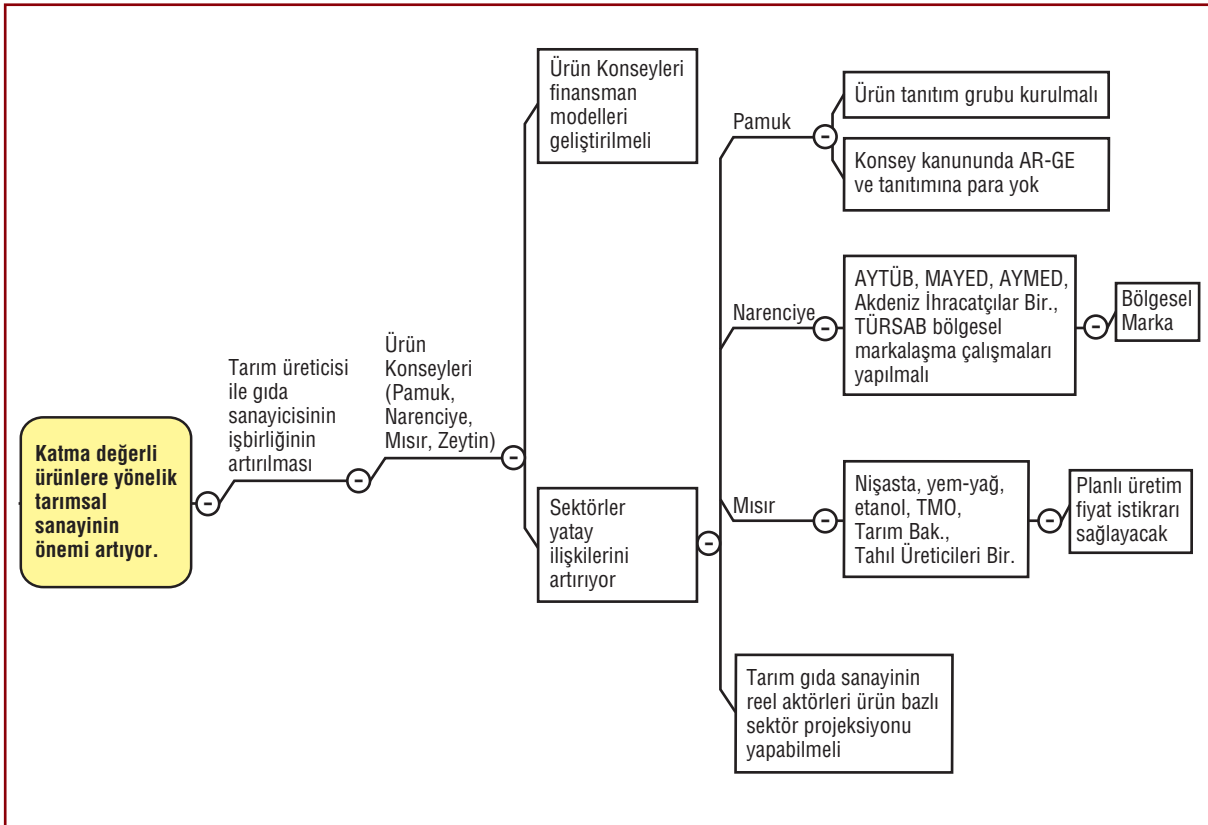 Katma değerli
ürünlere yönelik
tarımsal
sanayinin
önemi artıyor.
Tarım üreticisi
ile gıda
sanayicisinin
işbirliğinin
artırılması
Ürün
Konseyleri
(Pamuk,
Narenciye,
Mısır, Zeytin)
Ürün Konseyleri
finansman
modelleri
geliştirilmeli
Sektörler
yatay
ilişkilerini
artırıyor
Pamuk
Ürün tanıtım grubu kurulmalı
Konsey kanununda AR-GE
ve tanıtımına para yok
Narenciye
AYTÜB, MAYED, AYMED,
Akdeniz İhracatçılar Bir.,
TÜRSAB bölgesel
markalaşma çalışmaları
yapılmalı
Bölgesel
Marka
Mısır
Nişasta, yem-yağ,
etanol, TMO,
Tarım Bak.,
Tahıl Üreticileri Bir.
Planlı üretim
fiyat istikrarı
sağlayacak
Tarım gıda sanayinin
reel aktörleri ürün bazlı
sektör projeksiyonu
yapabilmeli